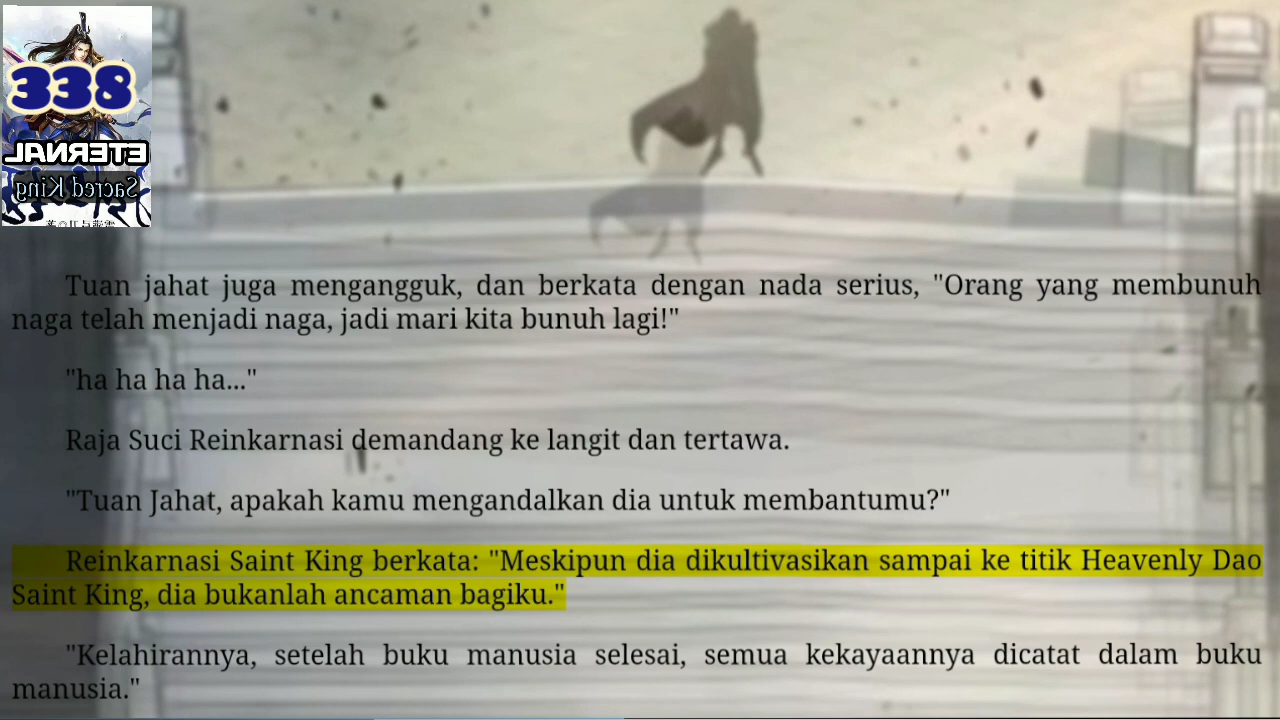 338
ETERNAL
Sacred King
Tuan jahat juga mengangguk, dan berkata dengan nada serius, "Orang yang membunuh
naga telah menjadi naga, jadi mari kita bunuh lagi!"
"ha ha ha ha..."
Raja Suci Reinkarnasi demandang ke langit dan tertawa.
"Tuan Jahat, apakah kamu mengandalkan dia untuk membantumu?"
Reinkarnasi Saint King berkata: "Meskipun dia dikultivasikan sampai ke titik Heavenly Dao
Saint King, dia bukanlah ancaman bagiku."
"Kelahirannya, setelah buku manusia selesai, semua kekayaannya dicatat dalam buku
manusia."